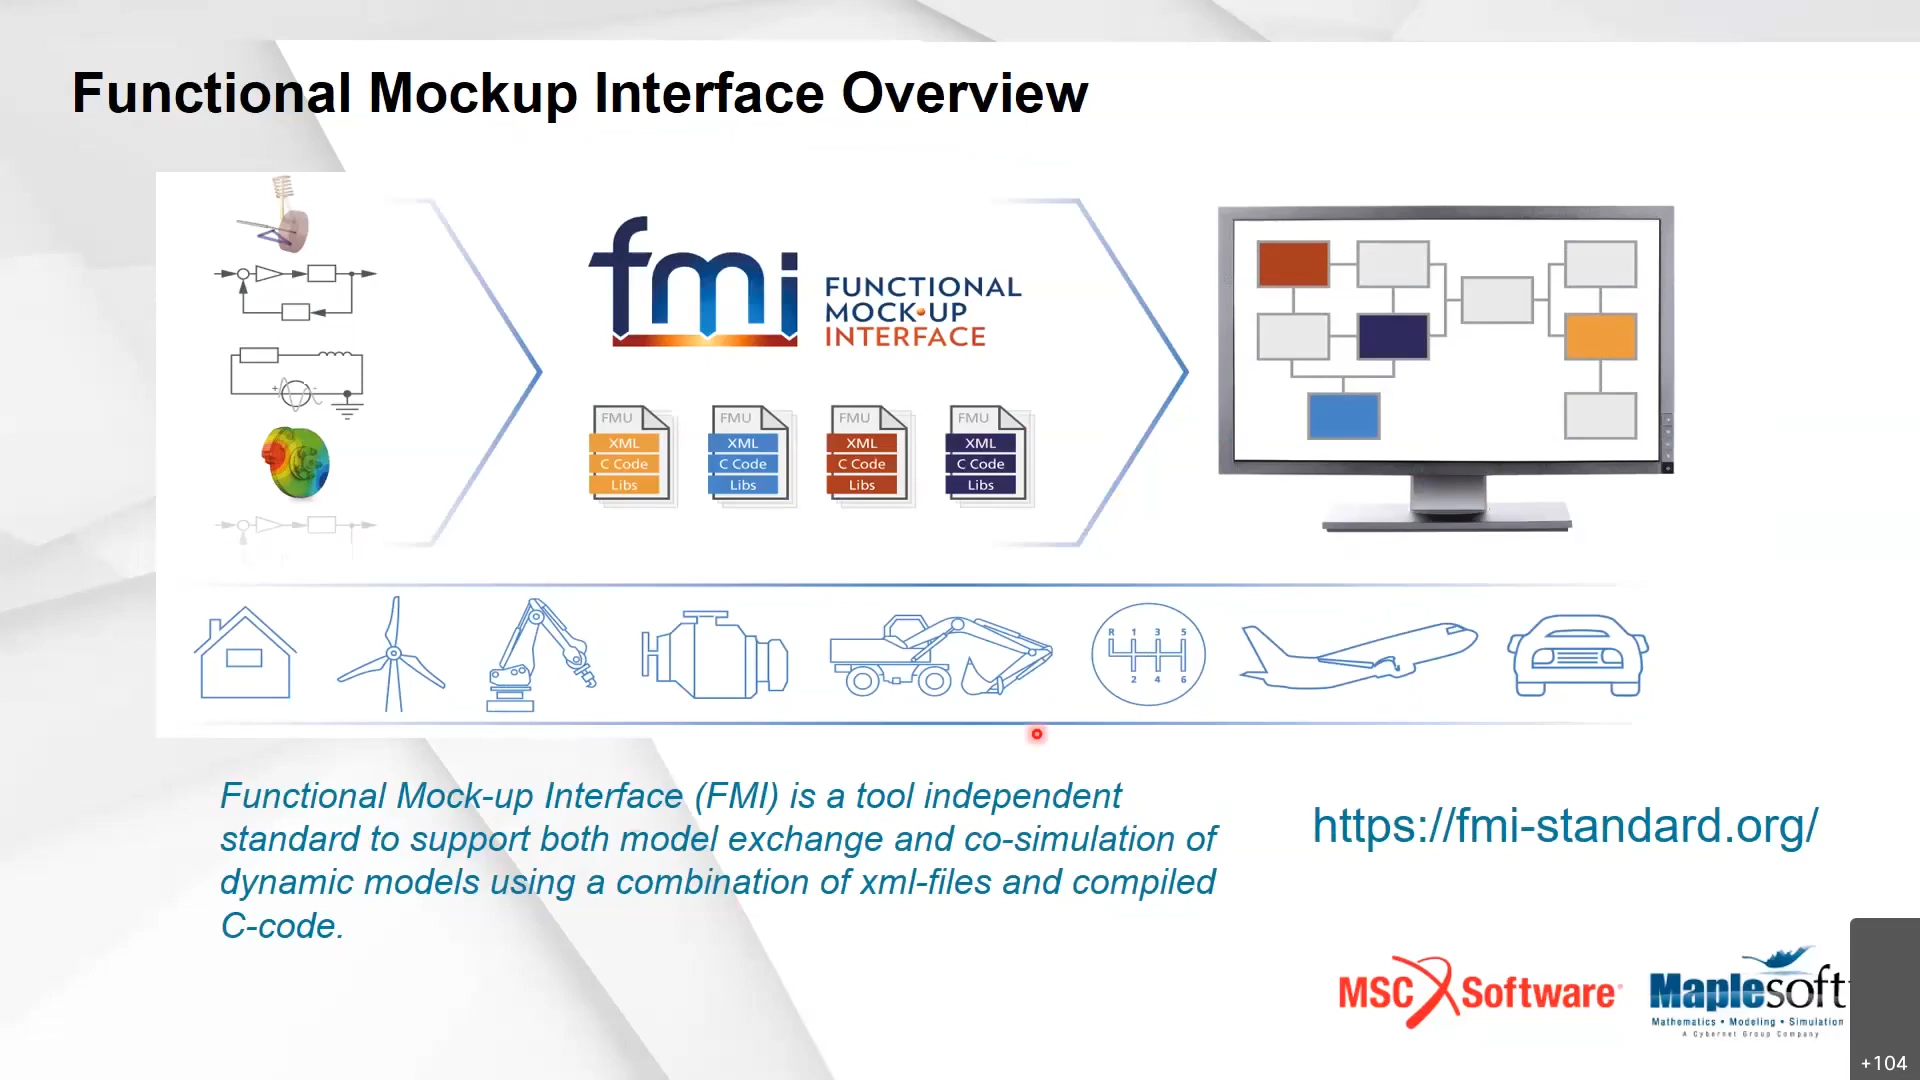 Functional Mockup Interface Overview
fmi
FUNCTIONAL
MOCK•UP
INTERFACE
FMU
XML
C Code
Libs
FMU
XML
C Code
Libs
FMU
XML
C Code
Libs
FMU
XML
C Code
Libs
+ -
R 1 3 5
2 4 6
Functional Mock-up Interface (FMI) is a tool independent
standard to support both model exchange and co-simulation of
dynamic models using a combination of xml-files and compiled
C-code.
https://fmi-standard.org/
MSC Software
Maplesoft
Mathematics • Modeling • Simulation
A Cybernet Group Company
+104